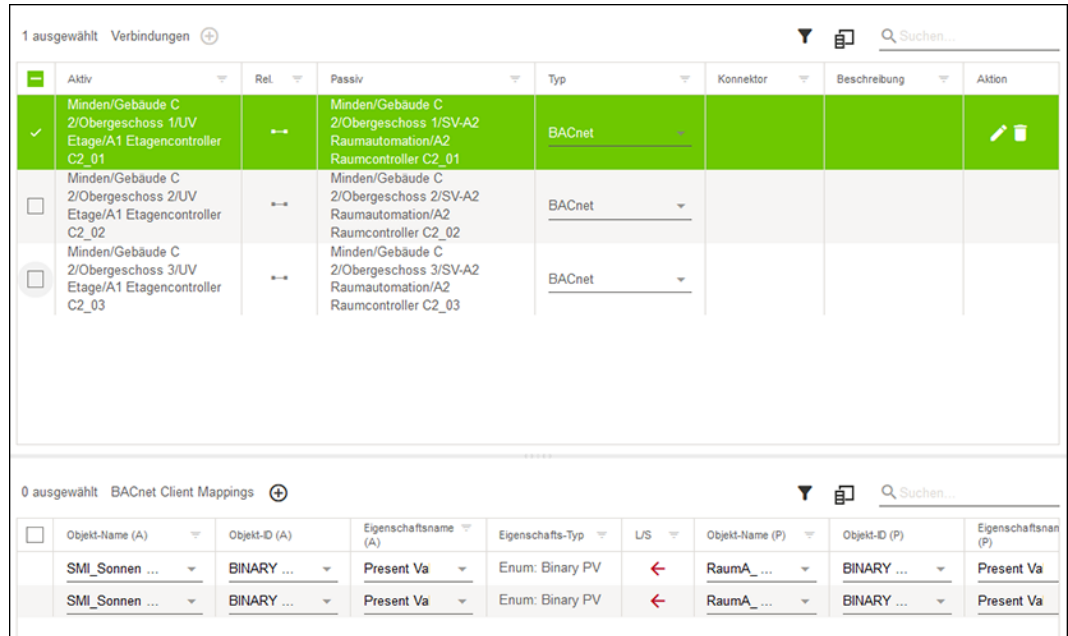 1 ausgewählt Verbindungen Suchen...
Aktiv Rel. Passiv Typ Konnektor Beschreibung Aktion
Minden/Gebäude C
2/Obergeschoss 1/UV
Etage/A1 Etagencontroller
C2_01
Minden/Gebäude C
2/Obergeschoss 1/SV-A2
Raumautomation/A2
Raumcontroller C2_01
BACnet
Minden/Gebäude C
2/Obergeschoss 2/UV
Etage/A1 Etagencontroller
C2_02
Minden/Gebäude C
2/Obergeschoss 2/SV-A2
Raumautomation/A2
Raumcontroller C2_02
BACnet
Minden/Gebäude C
2/Obergeschoss 3/UV
Etage/A1 Etagencontroller
C2_03
Minden/Gebäude C
2/Obergeschoss 3/SV-A2
Raumautomation/A2
Raumcontroller C2_03
BACnet
0 ausgewählt BACnet Client Mappings Suchen...
Objekt-Name (A) Objekt-ID (A) Eigenschaftsname
(A)
Eigenschafts-Typ L/S Objekt-Name (P) Objekt-ID (P) Eigenschaftsnan
(P)
SMI_Sonnen ... BINARY ... Present Va Enum: Binary PV RaumA_ ... BINARY ... Present Va
SMI_Sonnen ... BINARY ... Present Va Enum: Binary PV RaumA_ ... BINARY ... Present Va